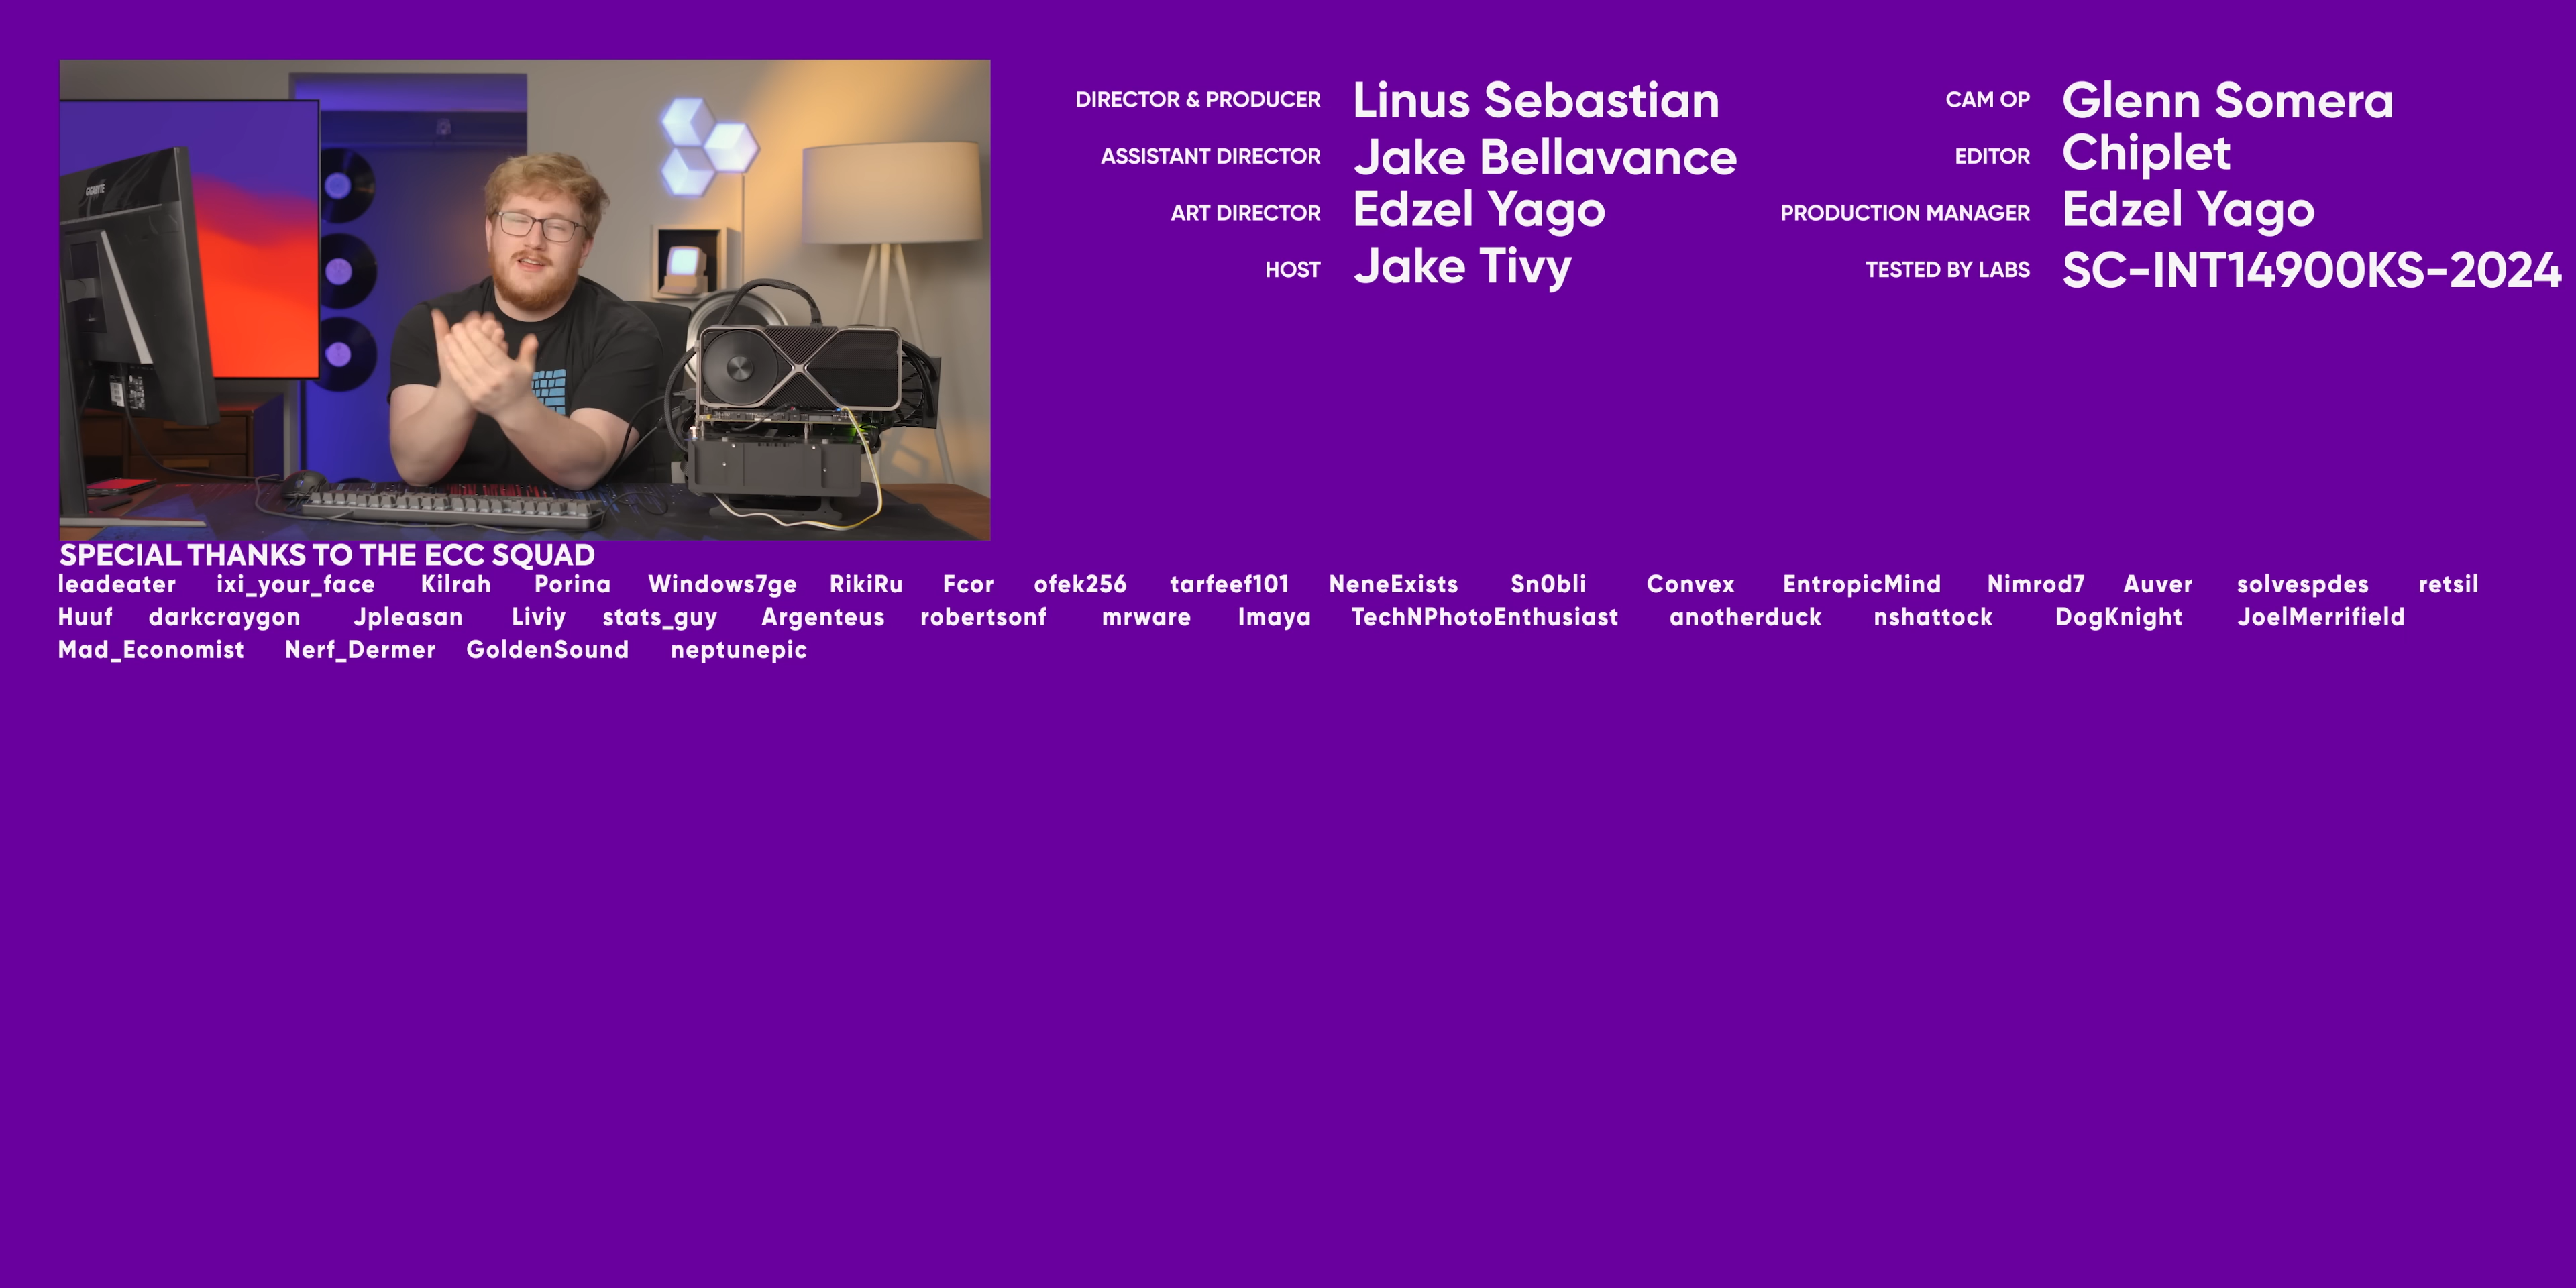 DIRECTOR & PRODUCER Linus Sebastian
ASSISTANT DIRECTOR Jake Bellavance
ART DIRECTOR Edzel Yago
HOST Jake Tivy
CAM OP Glenn Somera
EDITOR Chiplet
PRODUCTION MANAGER Edzel Yago
TESTED BY LABS SC-INT14900KS-2024
GIGABYTE
SPECIAL THANKS TO THE ECC SQUAD
leadeater ixi_your_face Kilrah Porina Windows7ge RikiRu Fcor ofek256 tarfeef101 NeneExists Sn0bli Convex EntropicMind Nimrod7 Auver solvespdes retsil
Huuf darkcraygon Jpleasan Liviy stats_guy Argenteus robertsonf mrware Imaya TechNPhotoEnthusiast anotherduck nshattock DogKnight JoelMerrifield
Mad_Economist Nerf_Dermer GoldenSound neptunepic